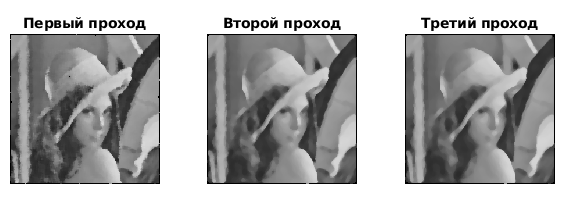 Первый проход
Второй проход
Третий проход